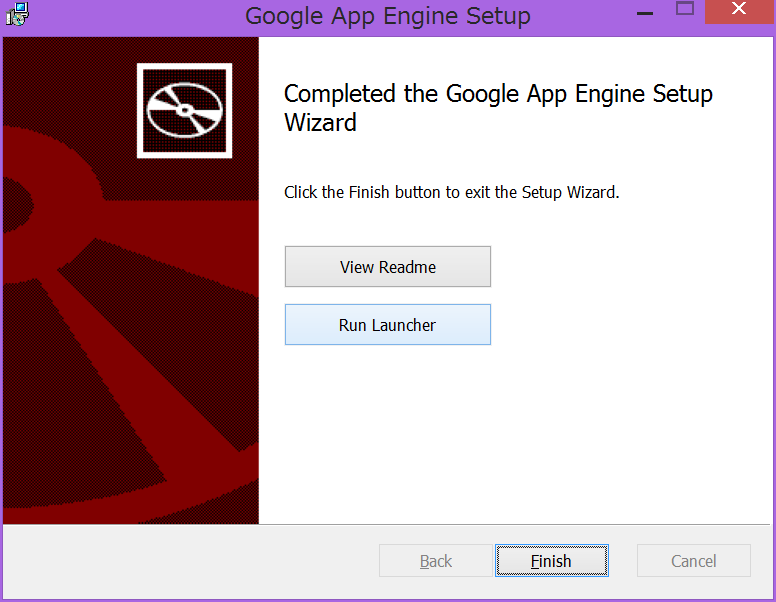 Google App Engine Setup
Completed the Google App Engine Setup
Wizard
Click the Finish button to exit the Setup Wizard.
View Readme
Run Launcher
Back
Finish
Cancel